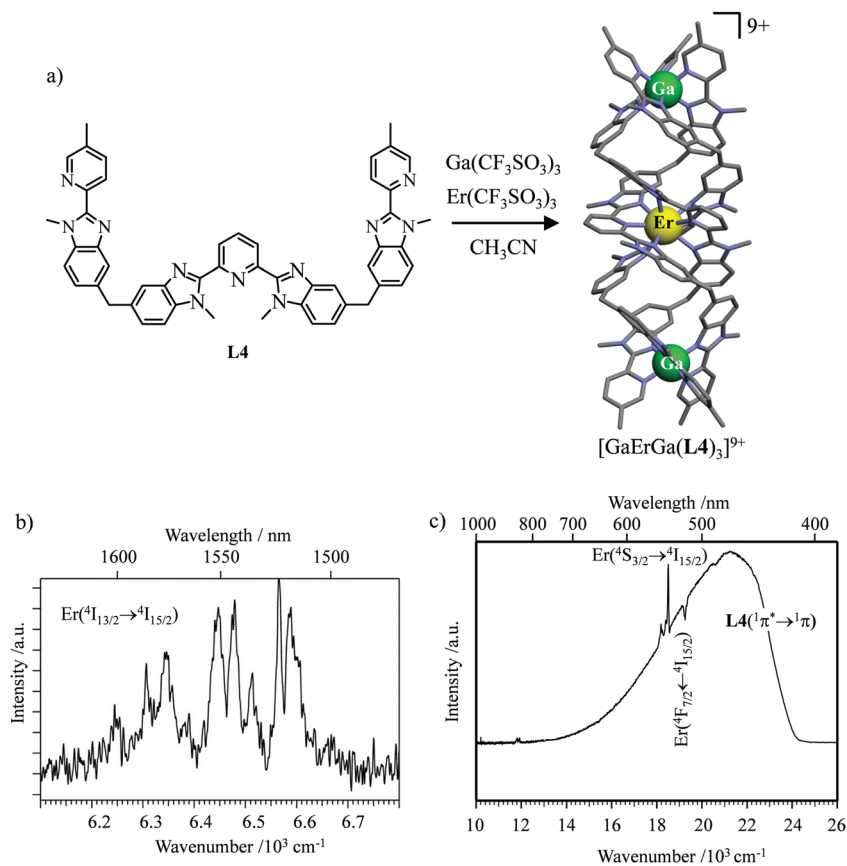 a)
9+
Ga
Er
Ga
N
N
N
N
N
N
N
N
N
N
N
L4
Ga(CF₃SO₃)₃
Er(CF₃SO₃)₃
CH₃CN
[GaErGa(L4)₃]⁹⁺
b)
Wavelength / nm
1600 1550 1500
Er(⁴I₁₃/₂→⁴I₁₅/₂)
Intensity /a.u.
6.2 6.3 6.4 6.5 6.6 6.7
Wavenumber /10³ cm⁻¹
c)
Wavelength / nm
1000 800 700 600 500 400
Er(⁴S₃/₂→⁴I₁₅/₂)
L4(¹π*→¹π)
Er(⁴F₇/₂←⁴I₁₅/₂)
Intensity /a.u.
10 12 14 16 18 20 22 24 26
Wavenumber /10³ cm⁻¹